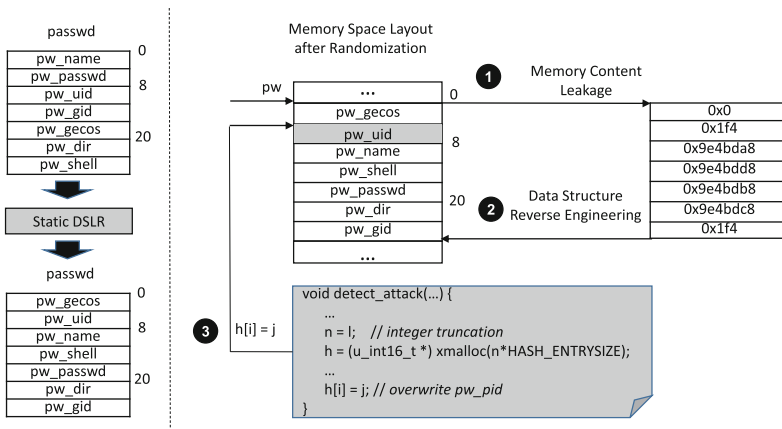 passwd
0
pw_name
pw_passwd
8
pw_uid
pw_gid
pw_gecos
20
pw_dir
pw_shell
Static DSLR
passwd
0
pw_gecos
pw_uid
8
pw_name
pw_shell
pw_passwd
20
pw_dir
pw_gid
Memory Space Layout
after Randomization
pw
...
0
pw_gecos
pw_uid
8
pw_name
pw_shell
pw_passwd
20
pw_dir
pw_gid
...
1
Memory Content
Leakage
0x0
0x1f4
0x9e4bda8
0x9e4bdd8
0x9e4bdb8
0x9e4bdc8
0x1f4
2
Data Structure
Reverse Engineering
3
h[i] = j
void detect_attack(...) {
...
n = l; // integer truncation
h = (u_int16_t *) xmalloc(n*HASH_ENTRYSIZE);
...
h[i] = j; // overwrite pw_pid
}